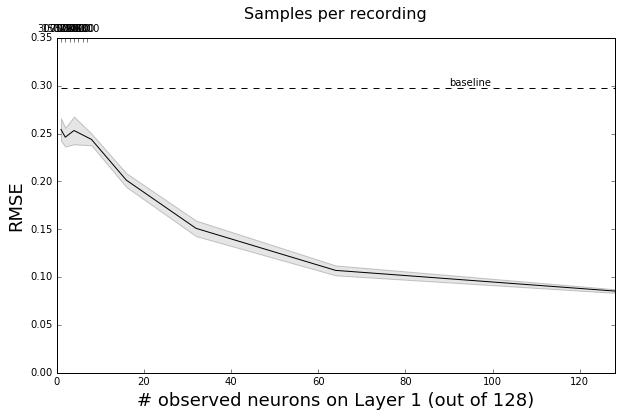 Samples per recording
0.35
0.30
baseline
0.25
0.20
0.15
0.10
0.05
0.00
RMSE
0 20 40 60 80 100 120
# observed neurons on Layer 1 (out of 128)